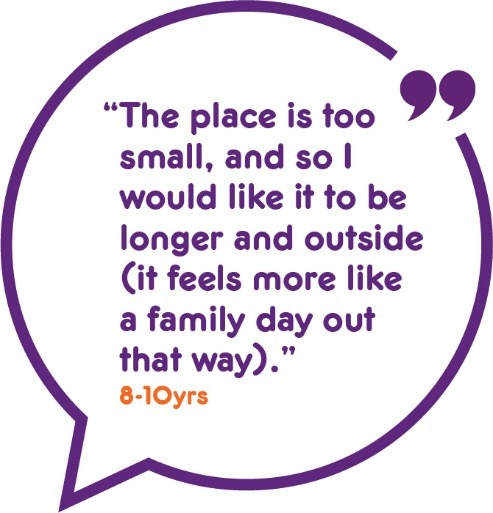 “The place is too
small, and so I
would like it to be
longer and outside
(it feels more like
a family day out
that way).”
8-10yrs